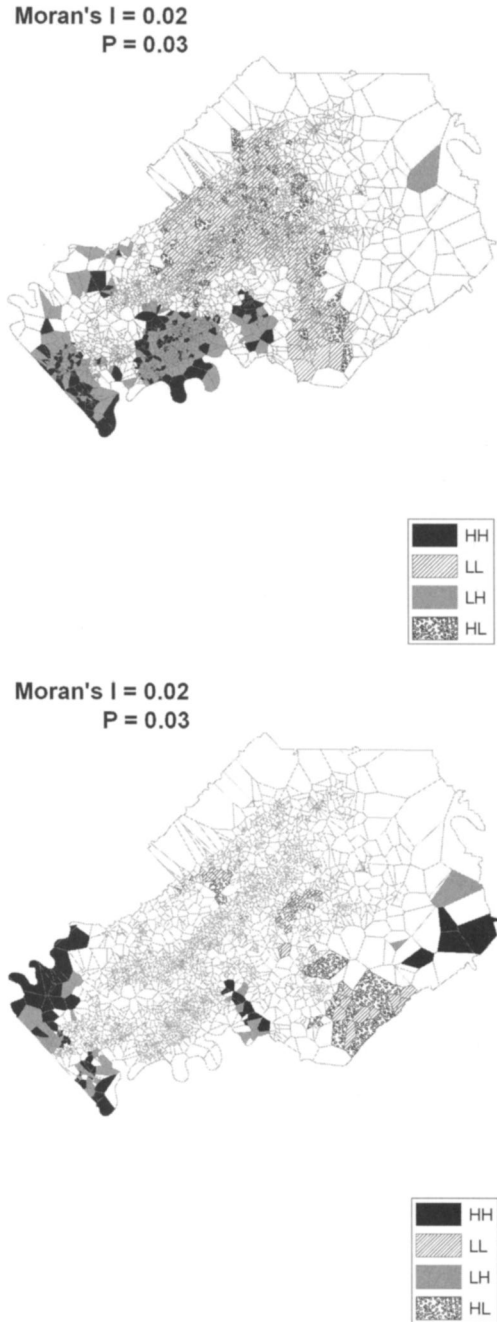 Moran's I = 0.02
P = 0.03
HH
LL
LH
HL
Moran's I = 0.02
P = 0.03
HH
LL
LH
HL